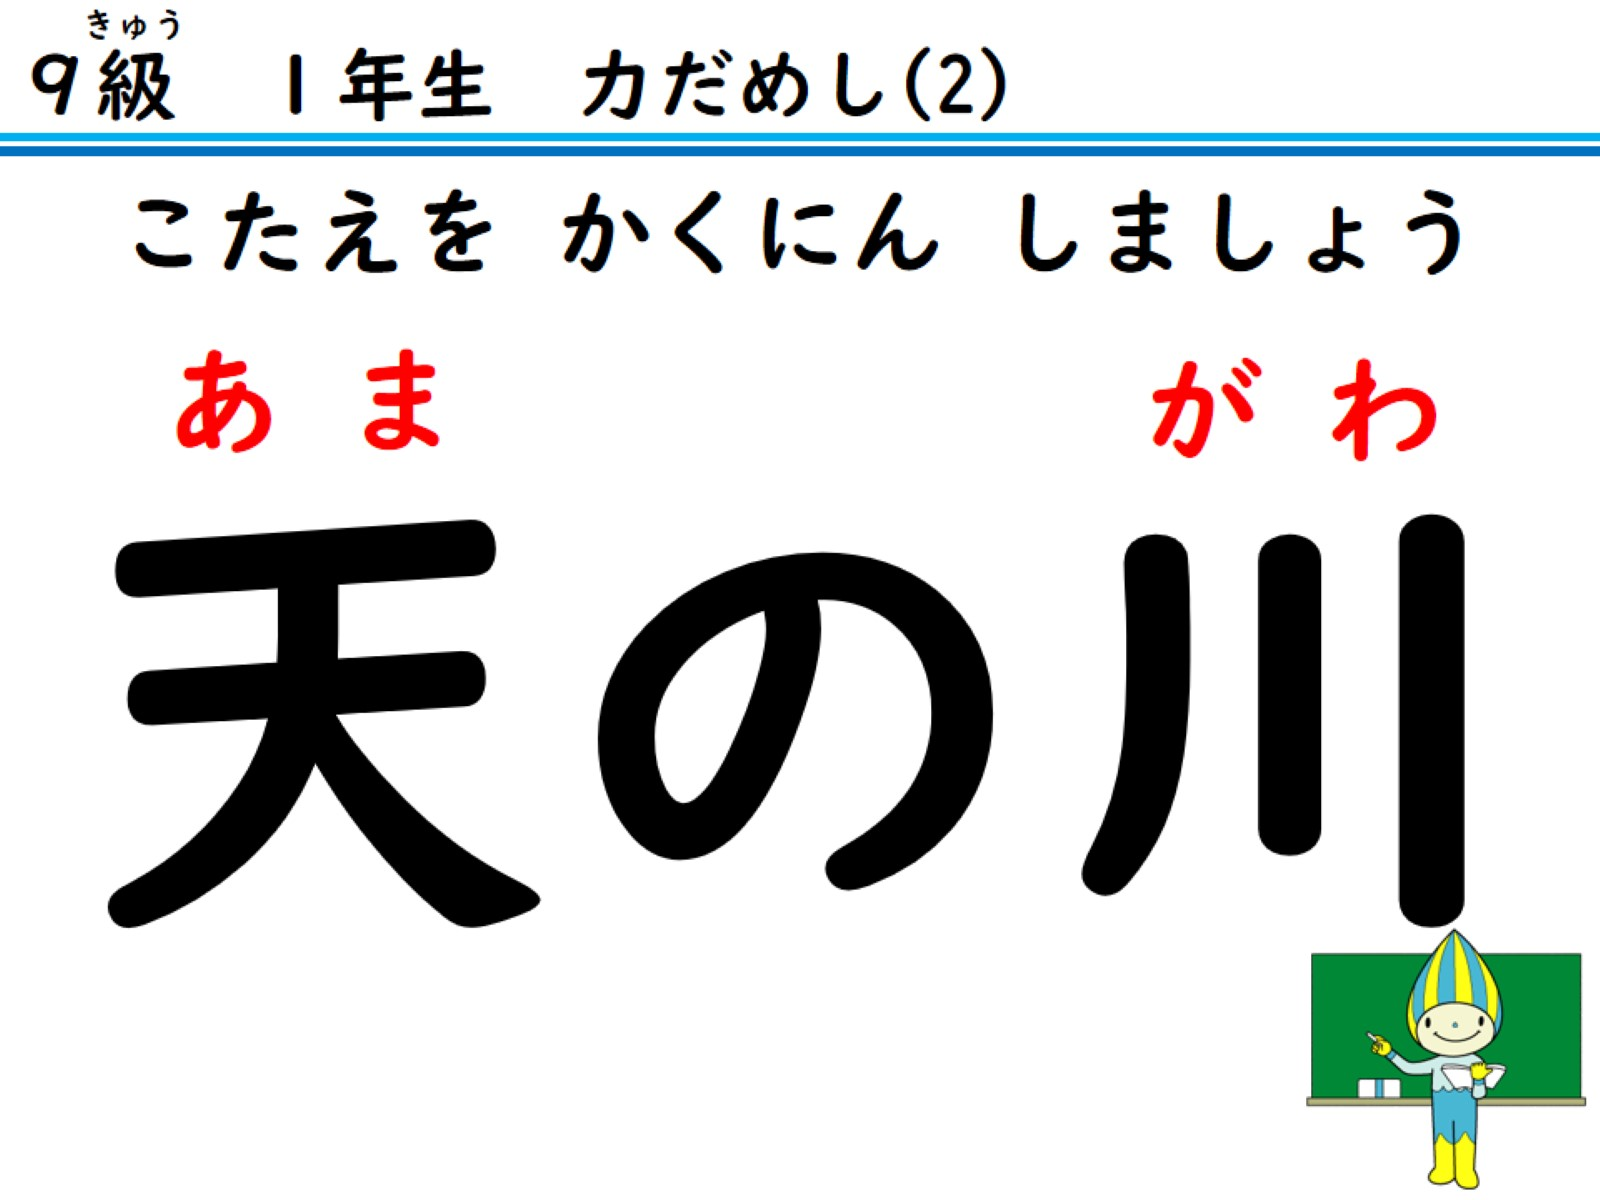 きゅう
９級　１年生　力だめし(2)
こたえを かくにん しましょう
あま　がわ
天の川